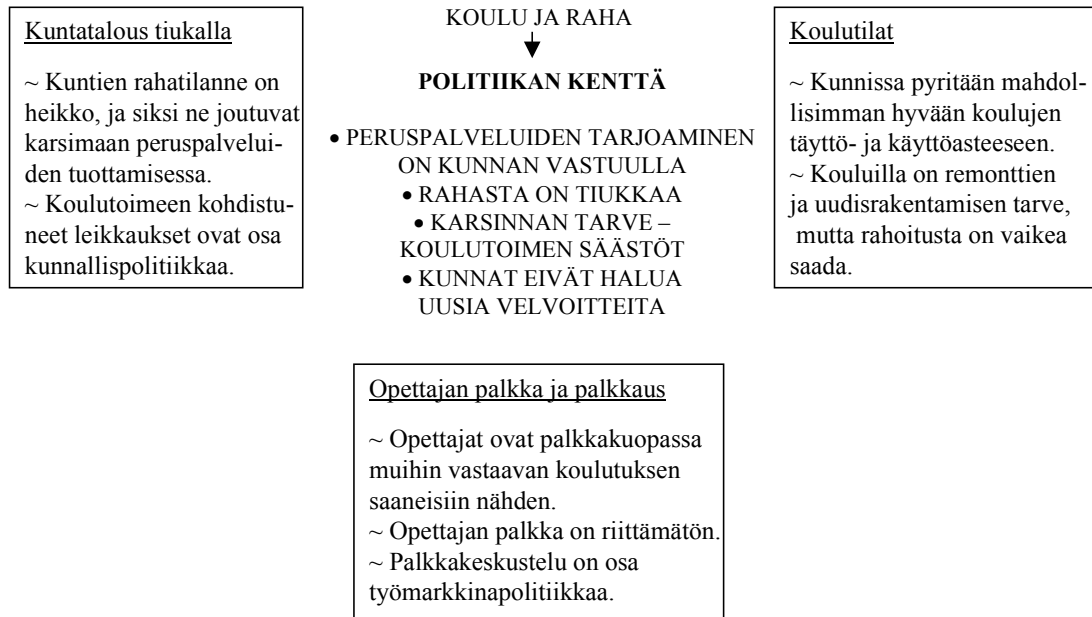 Kuntatalous tiukalla
~ Kuntien rahatilanne on
heikko, ja siksi ne joutuvat
karsimaan peruspalvelui-
den tuottamisessa.
~ Koulutoimeen kohdistu-
neet leikkaukset ovat osa
kunnallispolitiikkaa.
KOULU JA RAHA
POLITIIKAN KENTTÄ
• PERUSPALVELUIDEN TARJOAMINEN
ON KUNNAN VASTUULLA
• RAHASTA ON TIUKKAA
• KARSINNAN TARVE –
KOULUTOIMEN SÄÄSTÖT
• KUNNAT EIVÄT HALUA
UUSIA VELVOITTEITA
Koulutilat
~ Kunnissa pyritään mahdol-
lisimman hyvään koulujen
täyttö- ja käyttöasteeseen.
~ Kouluilla on remonttien
ja uudisrakentamisen tarve,
mutta rahoitusta on vaikea
saada.
Opettajan palkka ja palkkaus
~ Opettajat ovat palkkakuopassa
muihin vastaavan koulutuksen
saaneisiin nähden.
~ Opettajan palkka on riittämätön.
~ Palkkakeskustelu on osa
työmarkkinapolitiikkaa.